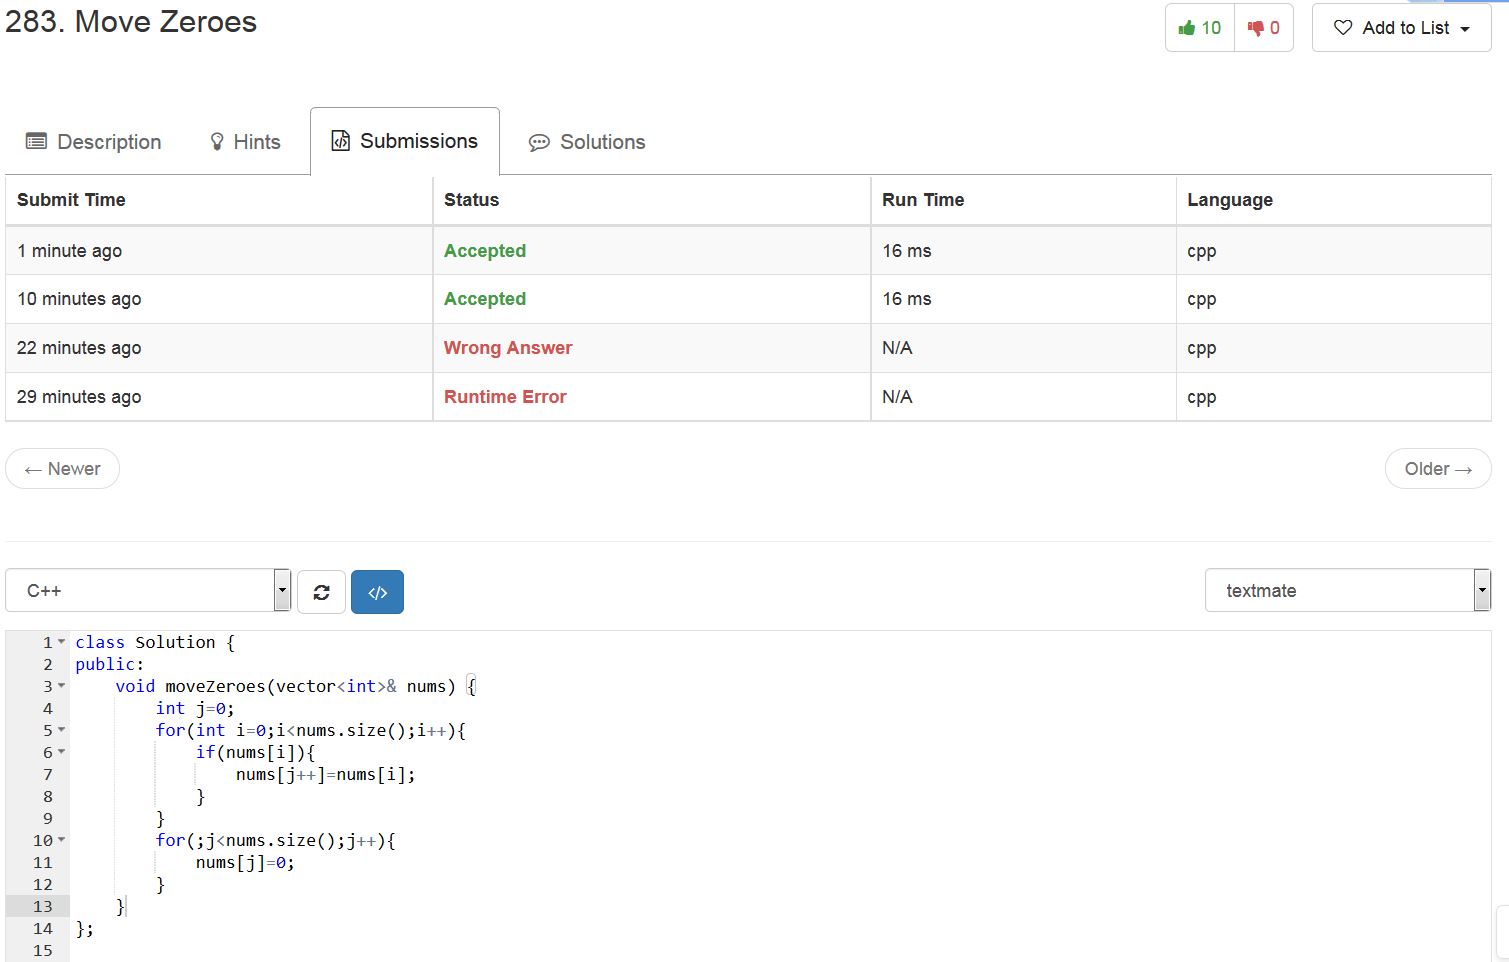 283. Move Zeroes
10 0 Add to List
Description Hints Submissions Solutions
Submit Time Status Run Time Language
1 minute ago Accepted 16 ms cpp
10 minutes ago Accepted 16 ms cpp
22 minutes ago Wrong Answer N/A cpp
29 minutes ago Runtime Error N/A cpp
← Newer Older →
C++ </> textmate
1 class Solution {
2 public:
3     void moveZeroes(vector<int>& nums) {
4         int j=0;
5         for(int i=0;i<nums.size();i++){
6             if(nums[i]){
7                 nums[j++]=nums[i];
8             }
9         }
10         for(;j<nums.size();j++){
11             nums[j]=0;
12         }
13     }
14 };
15